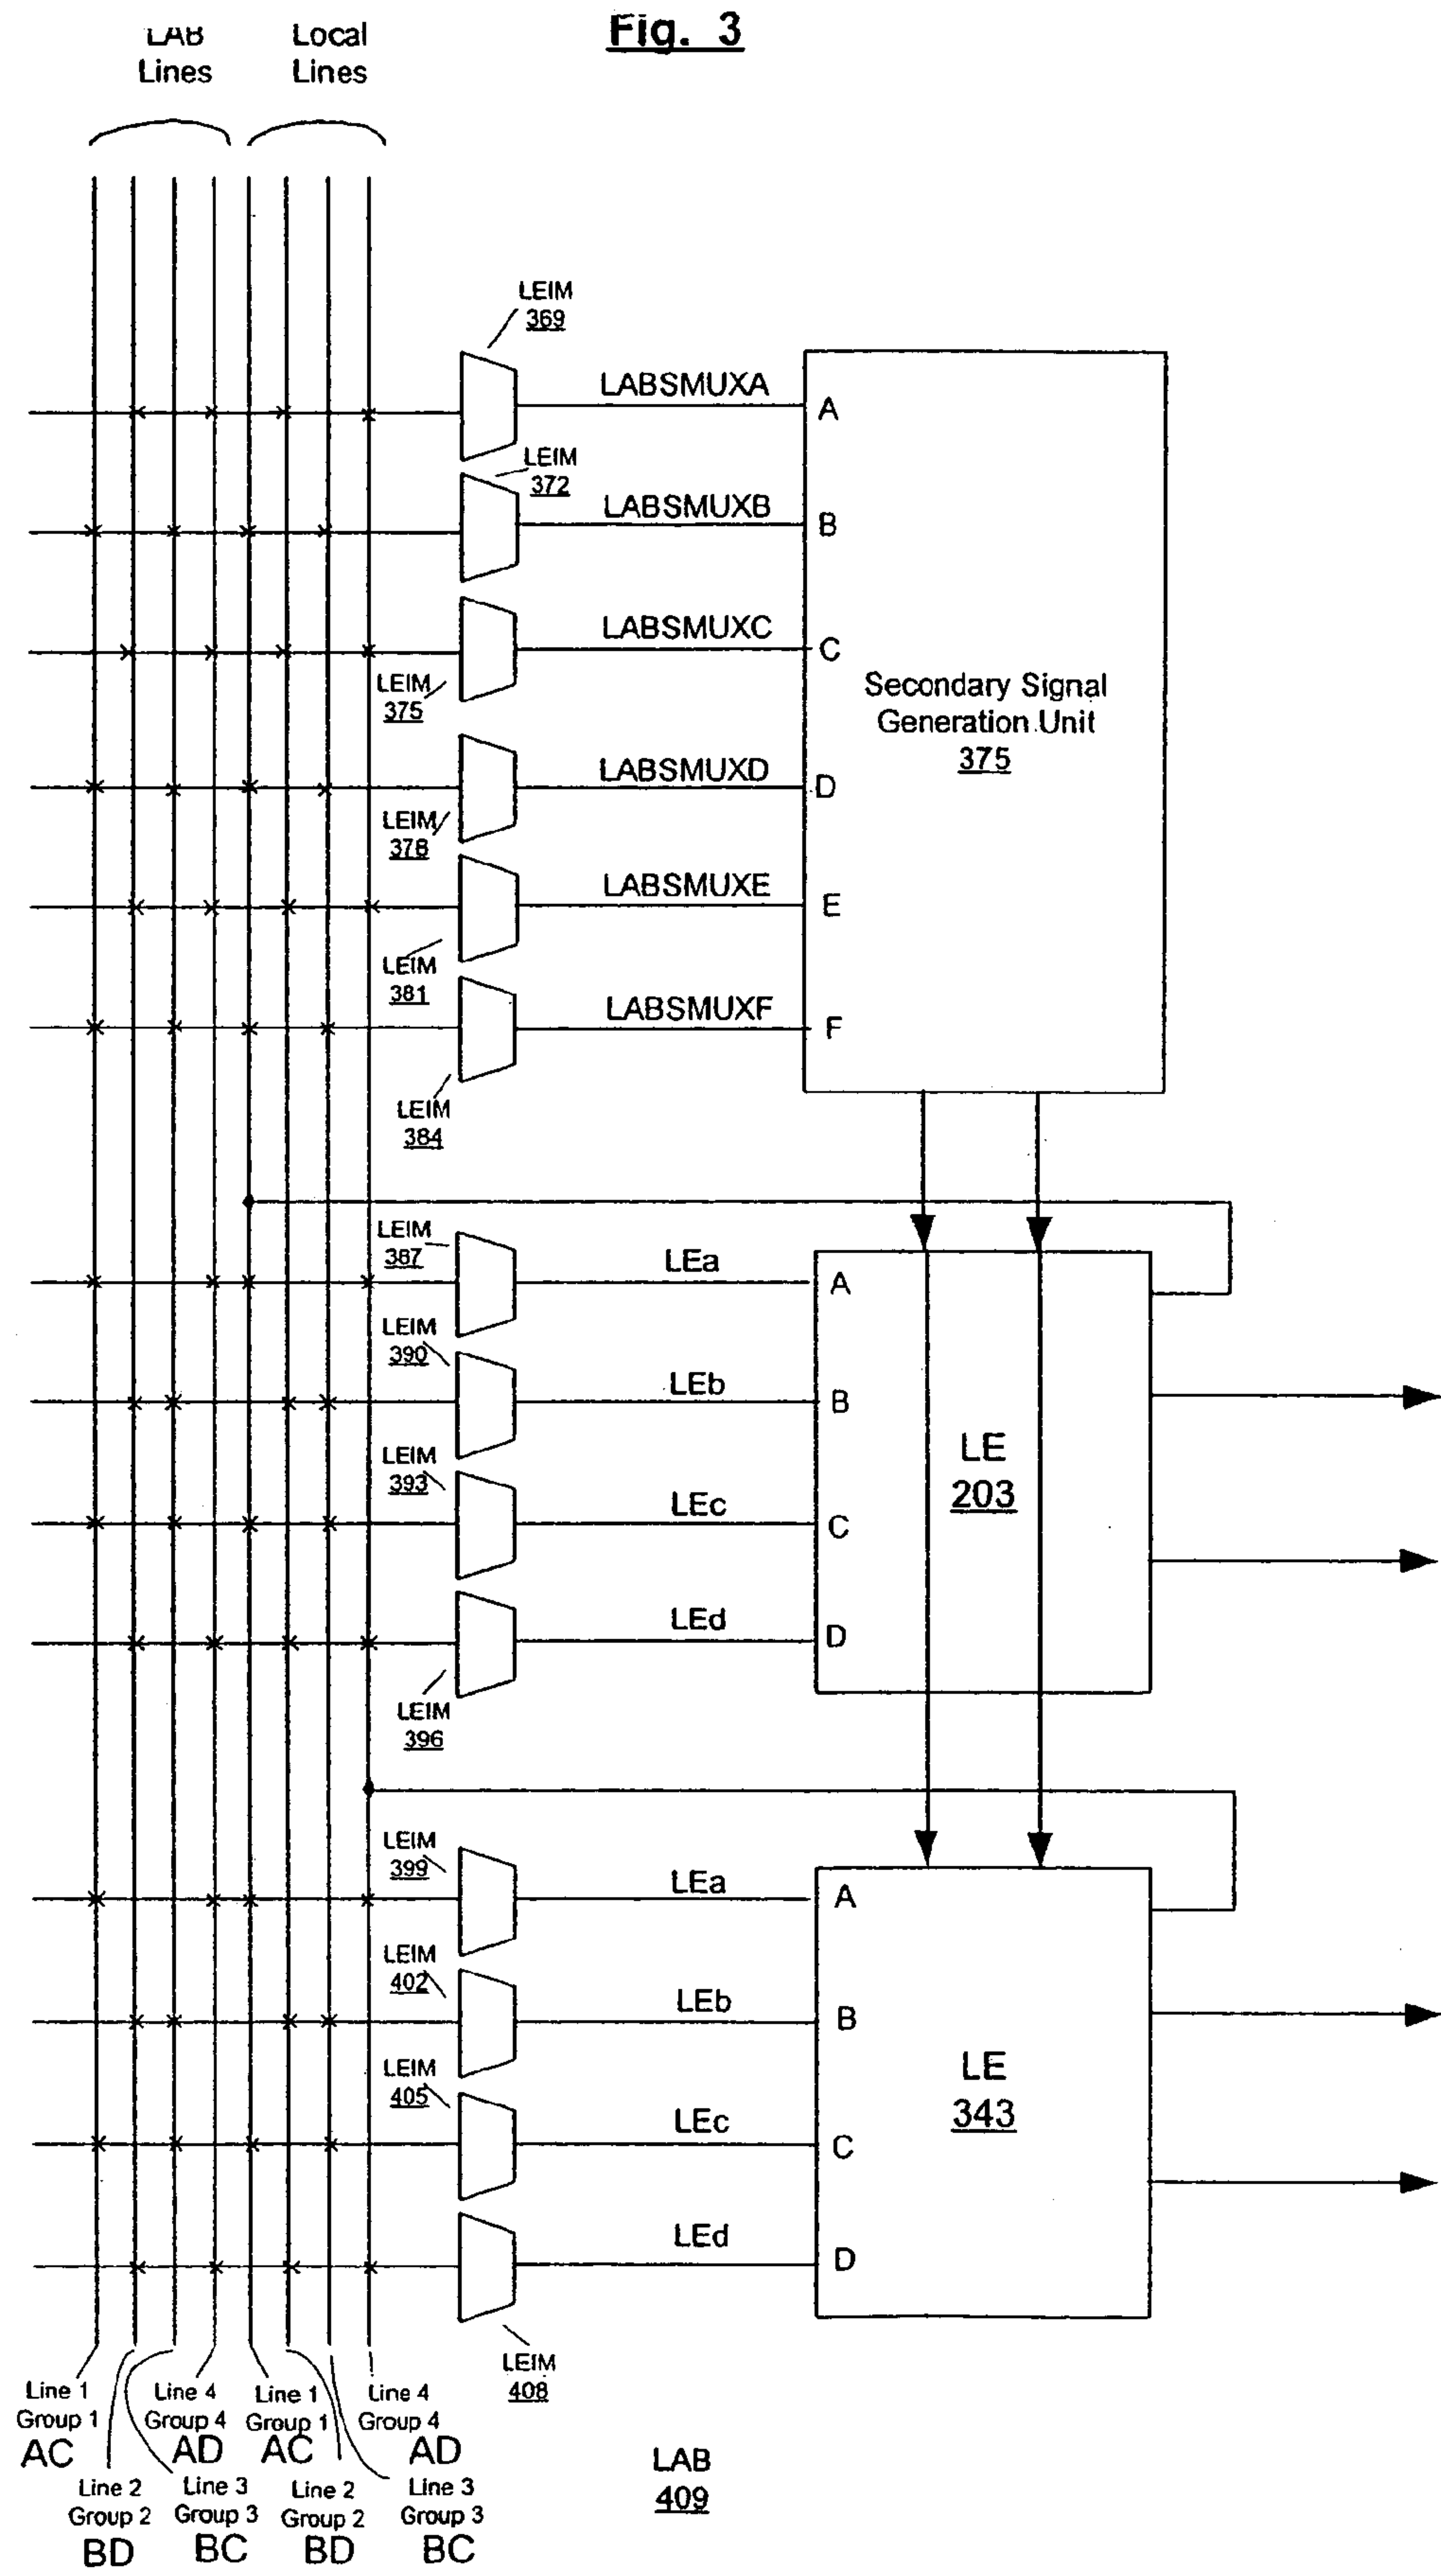 Fig. 3
LAB
Lines
Local
Lines
LEIM
369
LABSMUXA
A
LEIM
372
LABSMUXB
B
LABSMUXC
C
LEIM
375
Secondary Signal
Generation Unit
375
LABSMUXD
D
LEIM
378
LABSMUXE
E
LEIM
381
LABSMUXF
F
LEIM
384
LEIM
387
LEa
A
LEIM
390
LEb
B
LE
203
LEIM
393
LEc
C
LEd
D
LEIM
396
LEIM
399
LEa
A
LEIM
402
LEb
B
LE
343
LEIM
405
LEc
C
LEd
D
LEIM
408
Line 1
Group 1
AC
Line 4
Group 4
AD
Line 1
Group 1
AC
Line 4
Group 4
AD
Line 2
Group 2
BD
Line 3
Group 3
BC
Line 2
Group 2
BD
Line 3
Group 3
BC
LAB
409